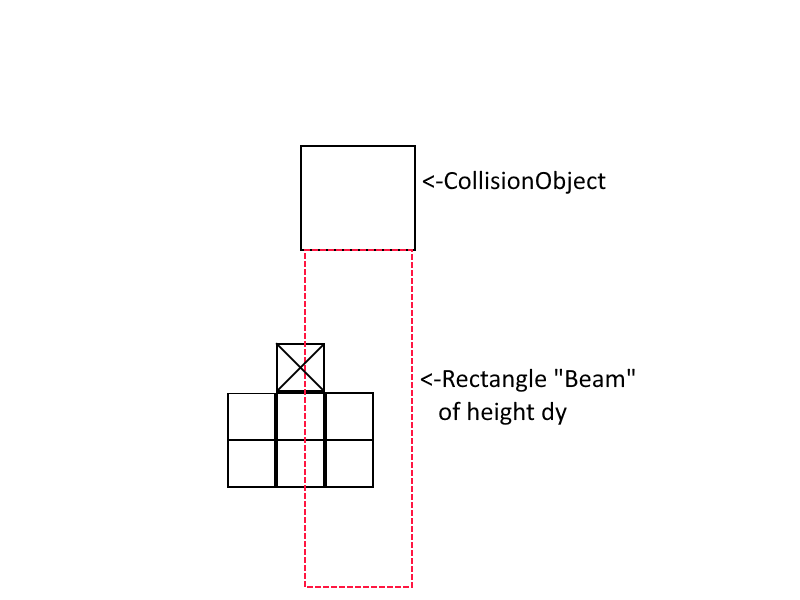 <-CollisionObject
<-Rectangle "Beam"
of height dy